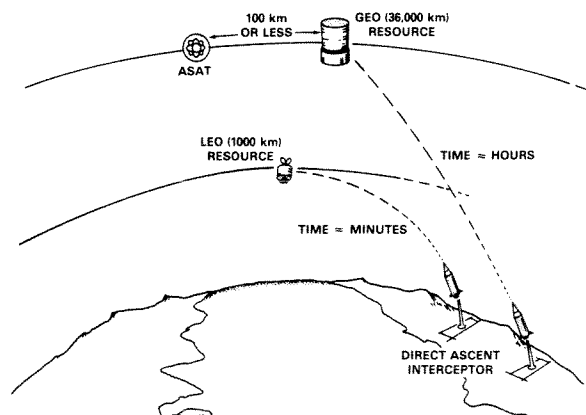 100 km
OR LESS
GEO (36,000 km)
RESOURCE
ASAT
LEO (1000 km)
RESOURCE
TIME ≈ HOURS
TIME ≈ MINUTES
DIRECT ASCENT
INTERCEPTOR